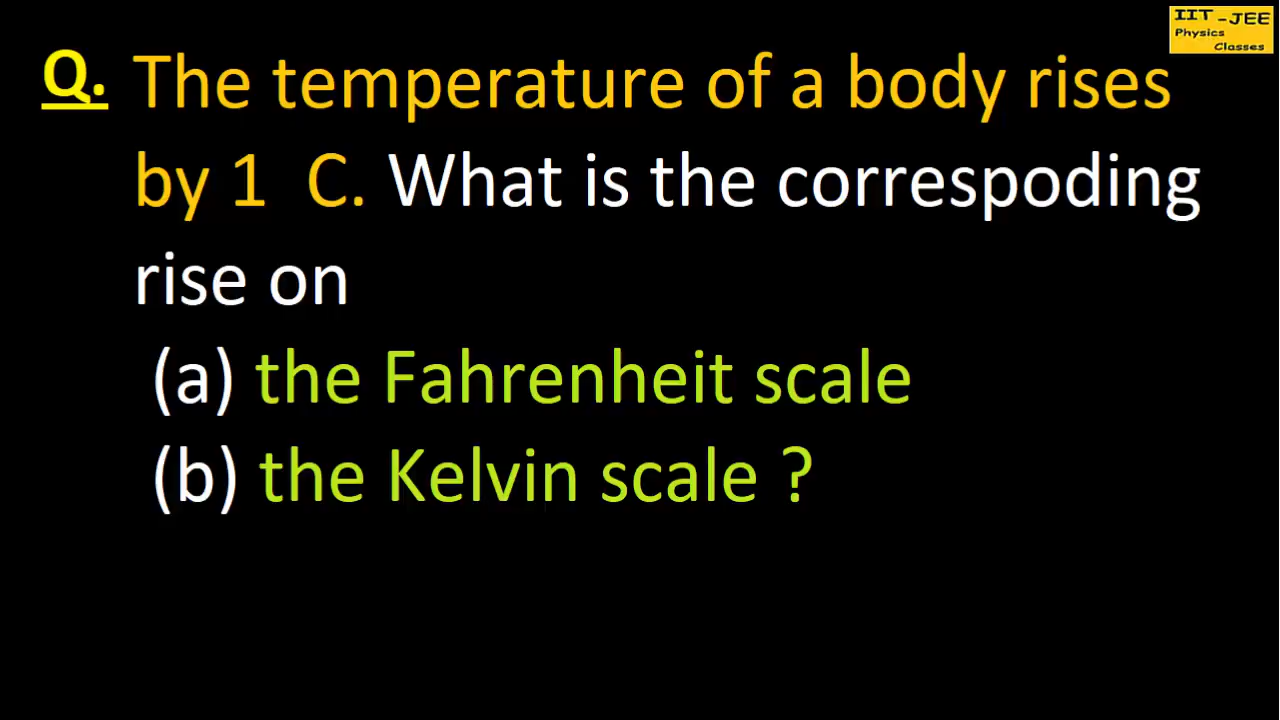 IIT -JEE
Physics
Classes
Q. The temperature of a body rises
by 1 C. What is the correspoding
rise on
(a) the Fahrenheit scale
(b) the Kelvin scale ?